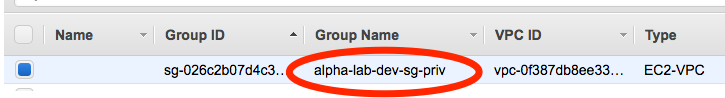 Name Group ID Group Name VPC ID Type
sg-026c2b07d4c3... alpha-lab-dev-sg-priv vpc-0f387db8ee33... EC2-VPC